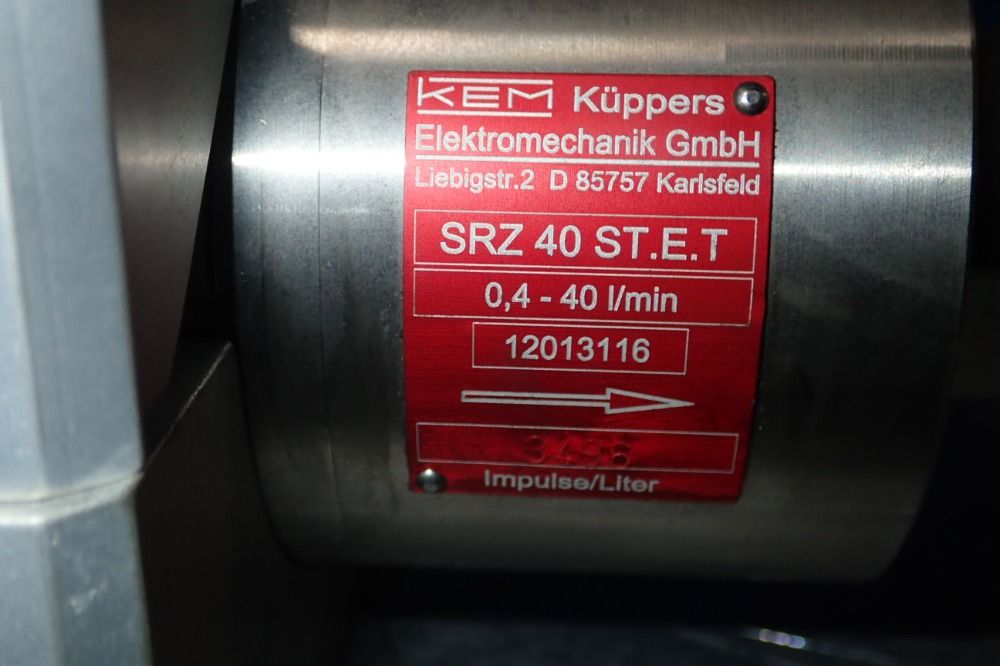 KEM Küppers
Elektromechanik GmbH
Liebigstr.2 D 85757 Karlsfeld
SRZ 40 ST.E.T
0,4 - 40 l/min
12013116
Impulse/Liter